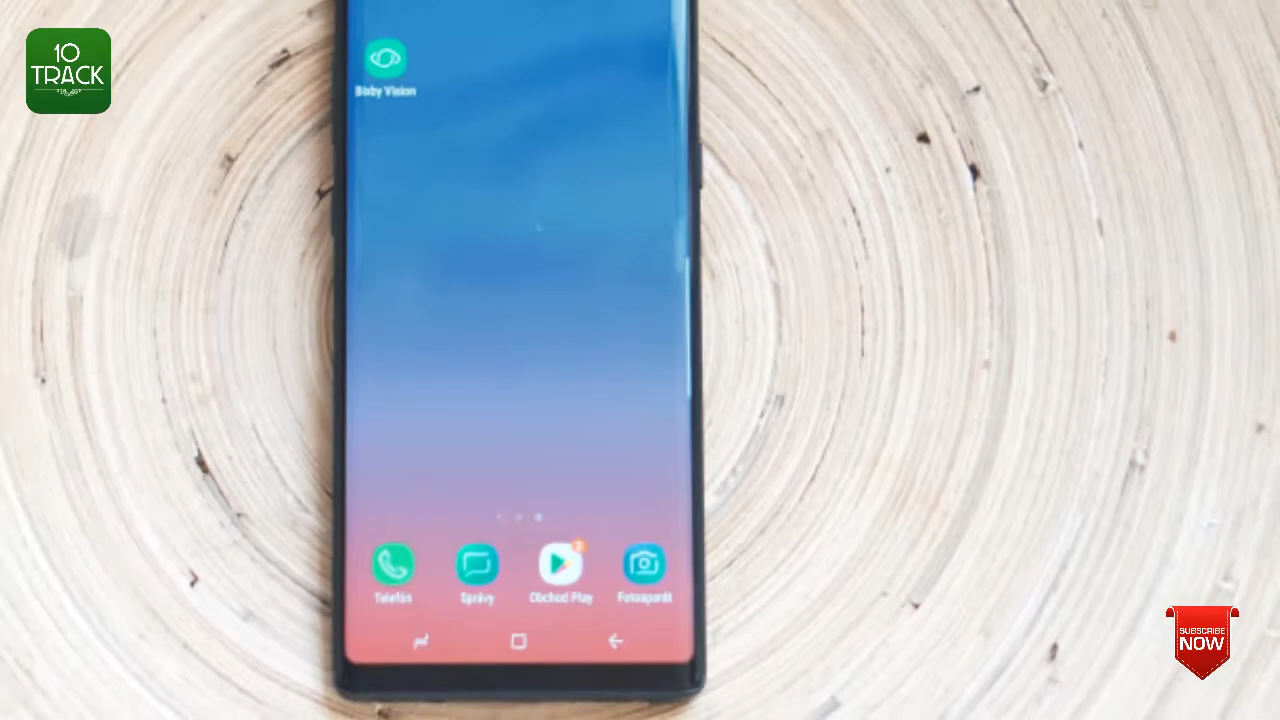 10
TRACK
Bixby Vision
Telefón
Správy
Obchod Play
Fotoaparát
SUBSCRIBE
NOW